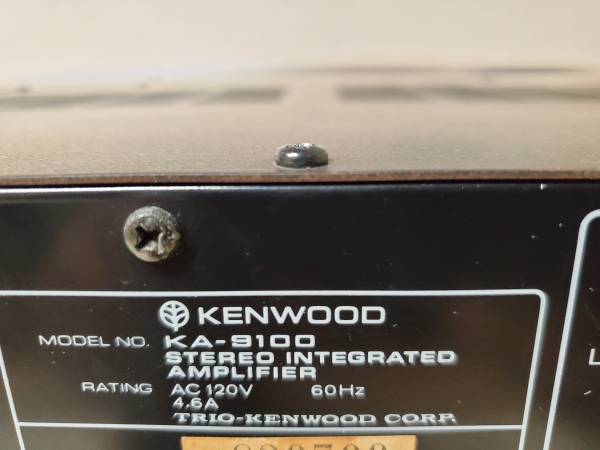 KENWOOD
MODEL NO. KA-9100
STEREO INTEGRATED
AMPLIFIER
RATING AC 120V 60Hz
4.6A
TRIO-KENWOOD CORP.
L